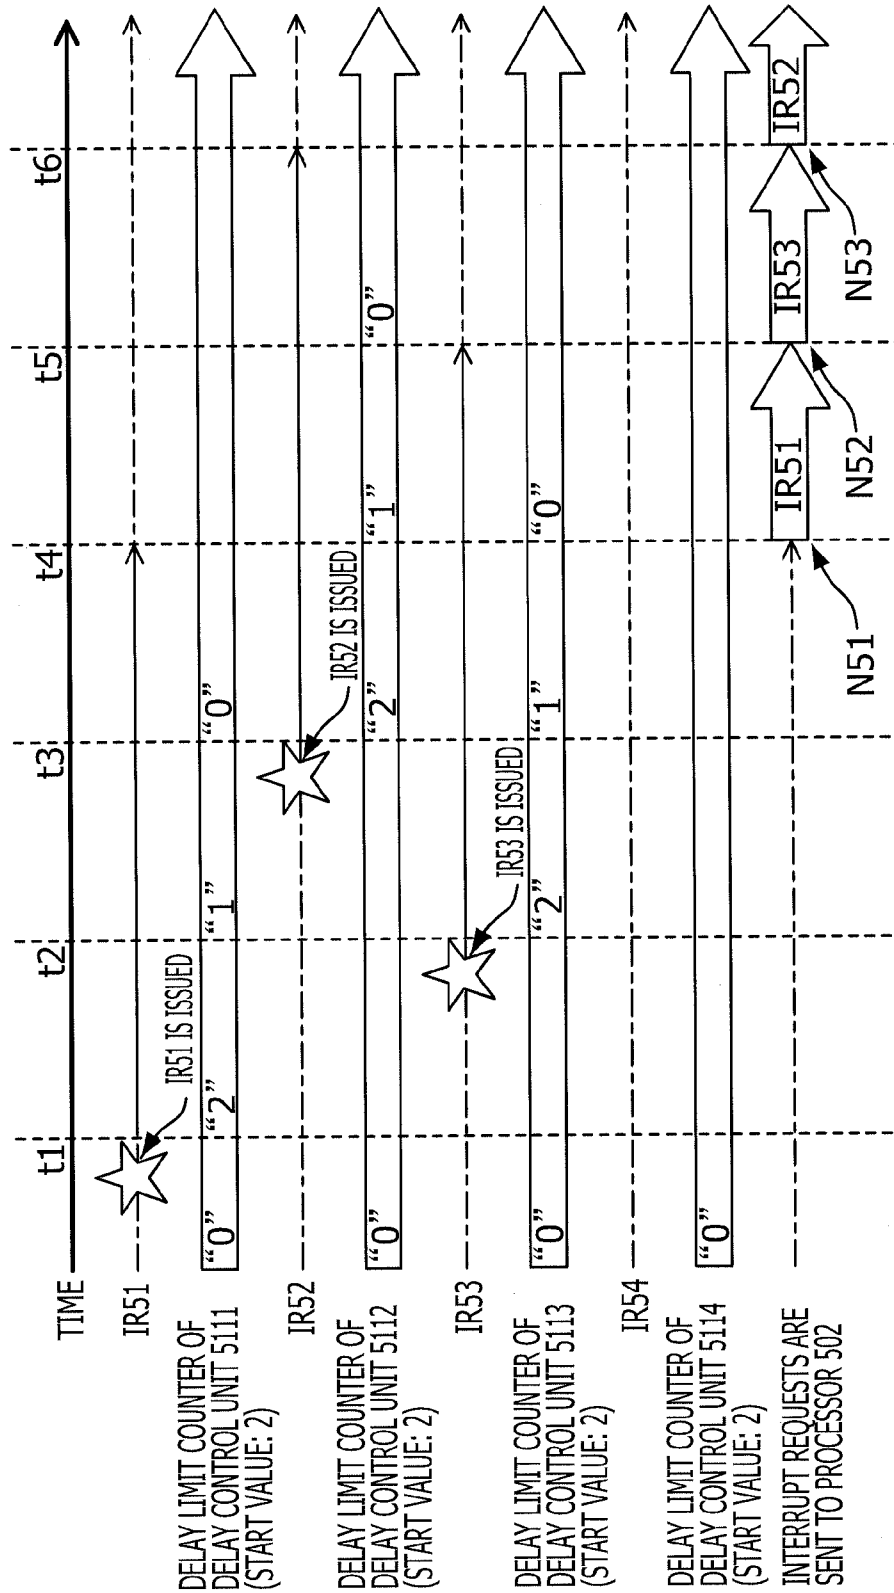 TIME
t1
t2
t3
t4
t5
t6
IR51
IR51 IS ISSUED
DELAY LIMIT COUNTER OF
DELAY CONTROL UNIT 5111
(START VALUE: 2)
“0”
“2”
“1”
“0”
IR52
IR52 IS ISSUED
DELAY LIMIT COUNTER OF
DELAY CONTROL UNIT 5112
(START VALUE: 2)
“0”
“2”
“1”
“0”
IR53
IR53 IS ISSUED
DELAY LIMIT COUNTER OF
DELAY CONTROL UNIT 5113
(START VALUE: 2)
“0”
“2”
“1”
“0”
IR54
DELAY LIMIT COUNTER OF
DELAY CONTROL UNIT 5114
(START VALUE: 2)
“0”
INTERRUPT REQUESTS ARE
SENT TO PROCESSOR 502
IR51
IR53
IR52
N51
N52
N53